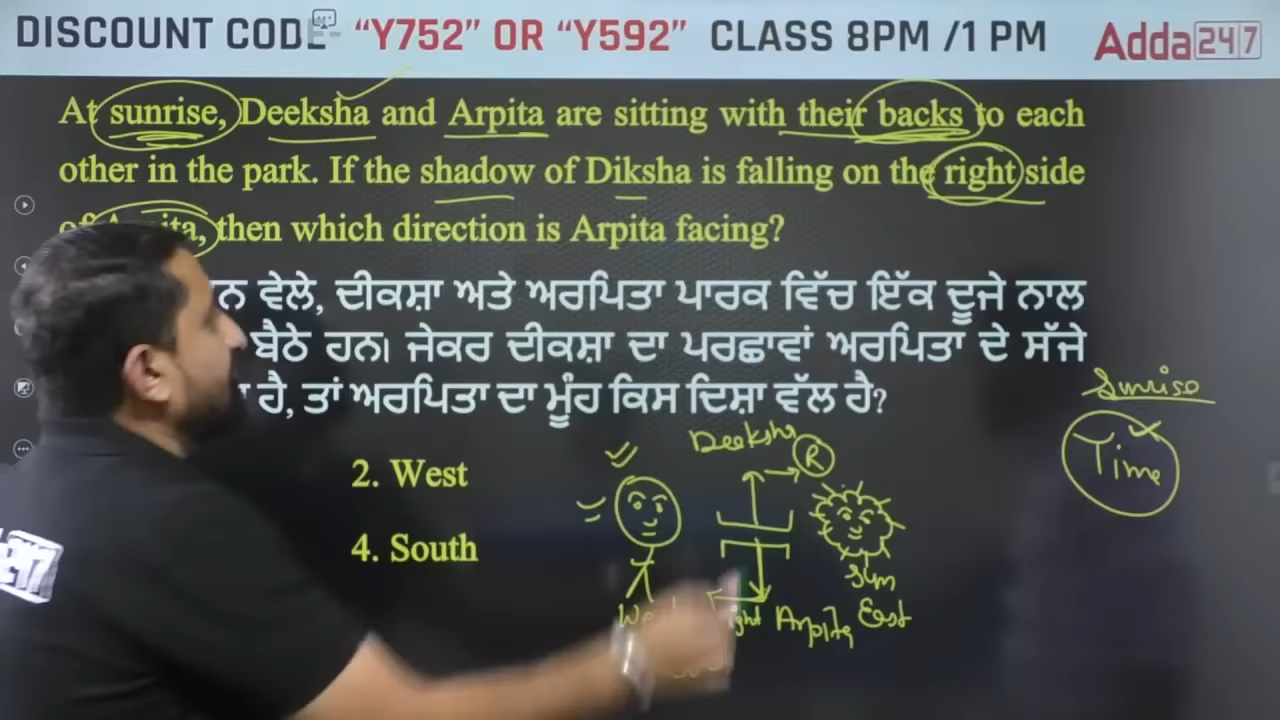 DISCOUNT CODE "Y752" OR "Y592" CLASS 8PM /1 PM
Adda247
At sunrise, Deeksha and Arpita are sitting with their backs to each
other in the park. If the shadow of Diksha is falling on the right side
of Arpita, then which direction is Arpita facing?
ਵੇਲੇ, ਦੀਕਸ਼ਾ ਅਤੇ ਅਰਪਿਤਾ ਪਾਰਕ ਵਿੱਚ ਇੱਕ ਦੂਜੇ ਨਾਲ
ਬੈਠੇ ਹਨ। ਜੇਕਰ ਦੀਕਸ਼ਾ ਦਾ ਪਰਛਾਵਾਂ ਅਰਪਿਤਾ ਦੇ ਸੱਜੇ
ਹੈ, ਤਾਂ ਅਰਪਿਤਾ ਦਾ ਮੂੰਹ ਕਿਸ ਦਿਸ਼ਾ ਵੱਲ ਹੈ?
Sunrise
Time
2. West
4. South
Deeksha
R
Sun
Arpita East